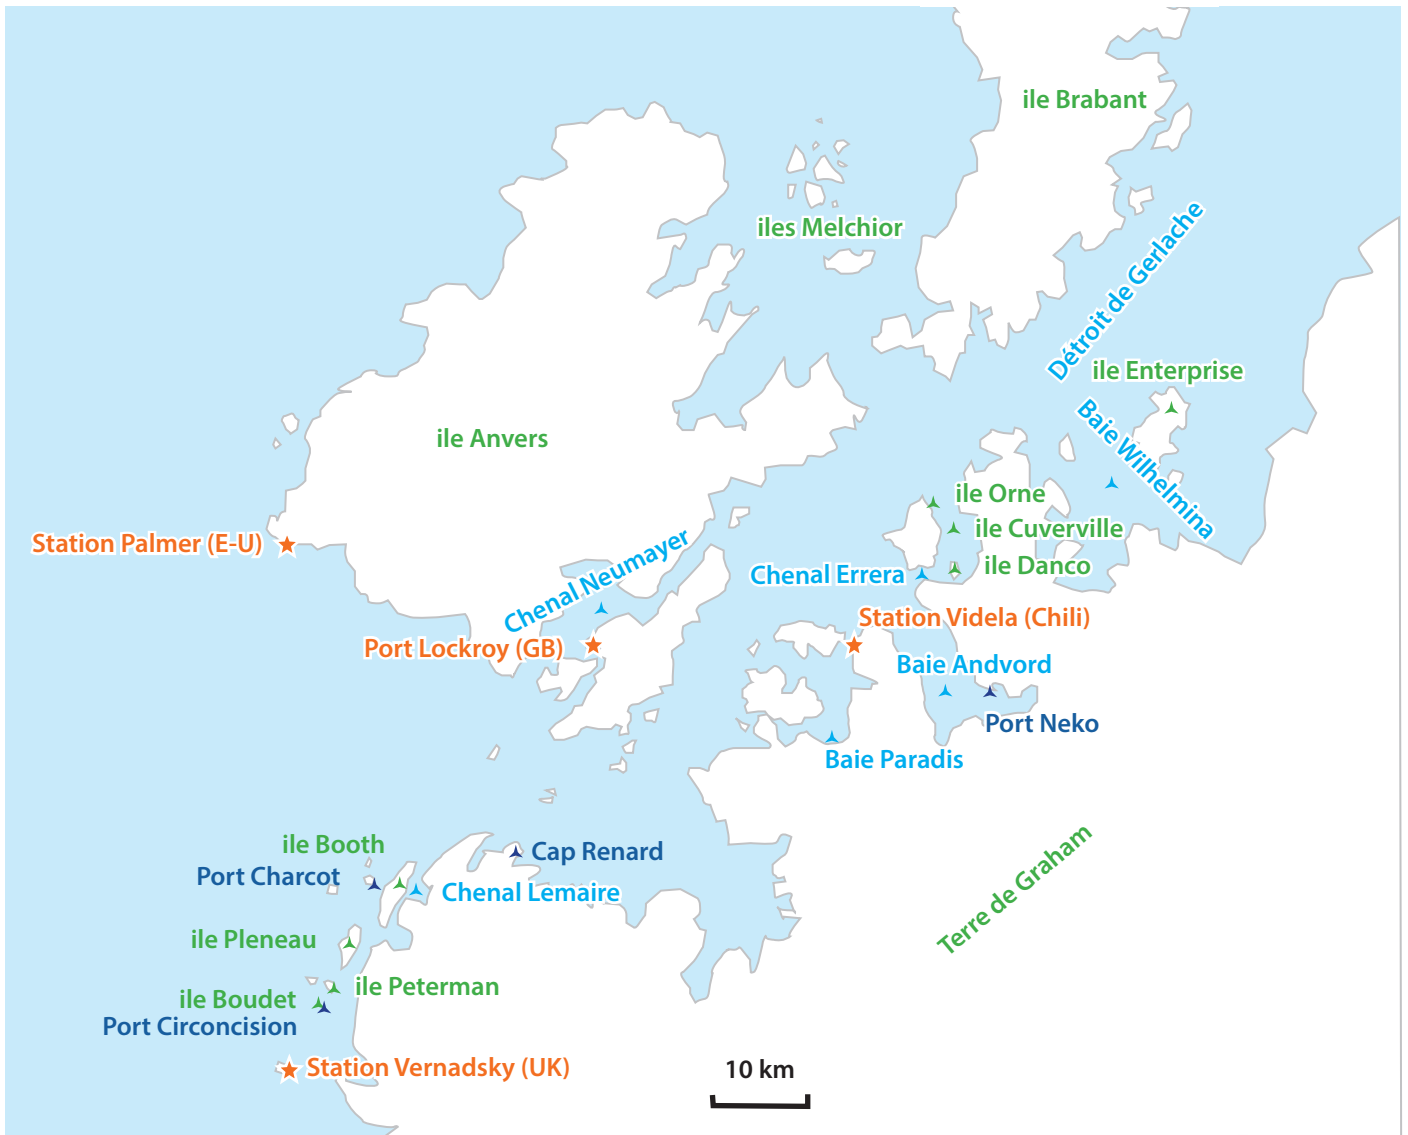 ile Brabant
iles Melchior
Détroit de Gerlache
ile Enterprise
Baie Wilhelmina
ile Anvers
ile Orne
ile Cuverville
Station Palmer (E-U)
ile Danco
Chenal Errera
Chenal Neumayer
Station Videla (Chili)
Port Lockroy (GB)
Baie Andvord
Port Neko
Baie Paradis
ile Booth
Cap Renard
Port Charcot
Chenal Lemaire
Terre de Graham
ile Pleneau
ile Peterman
ile Boudet
Port Circoncision
Station Vernadsky (UK)
10 km